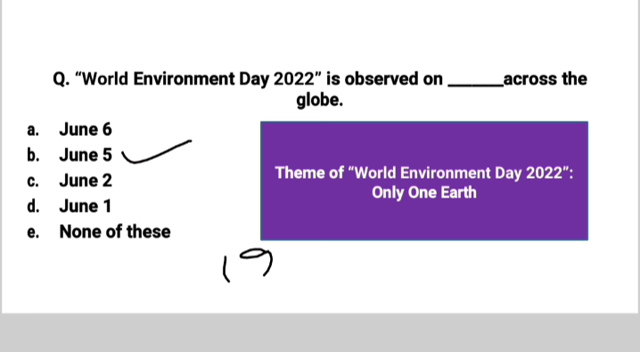 Q. “World Environment Day 2022” is observed on ______across the
globe.
a. June 6
b. June 5
c. June 2
d. June 1
e. None of these
Theme of “World Environment Day 2022”:
Only One Earth
19